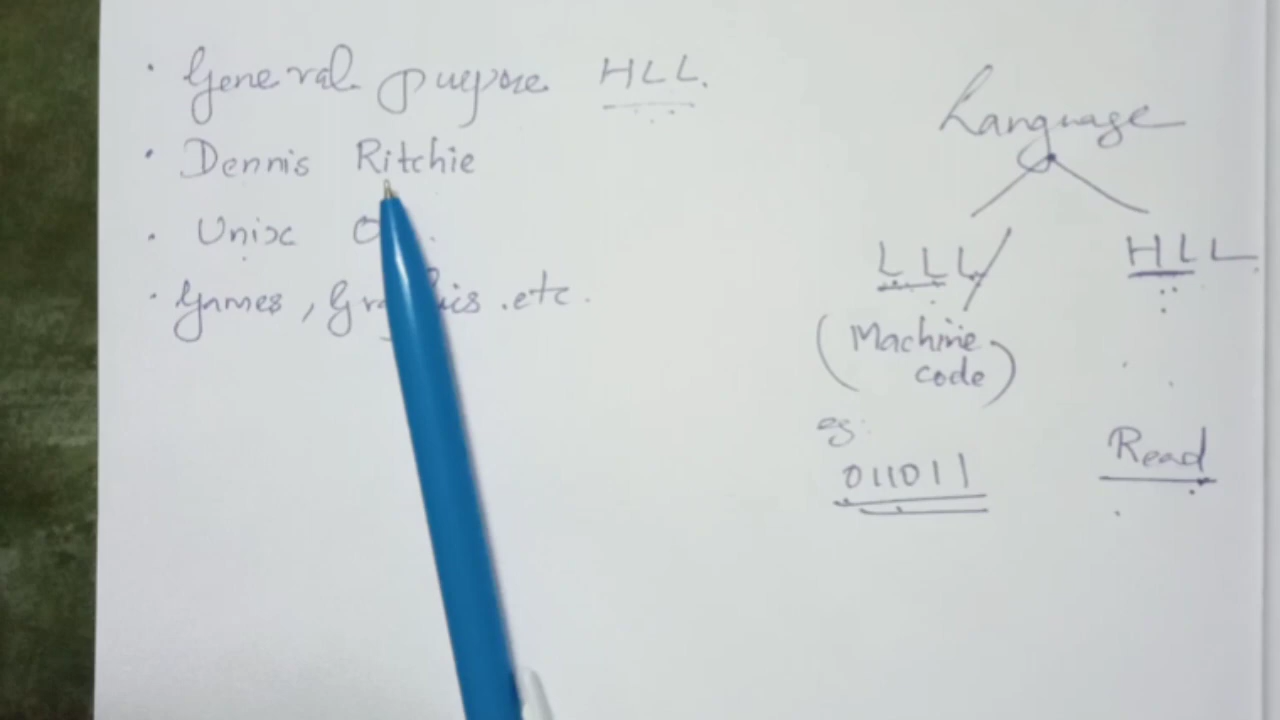 · General purpose HLL.
· Dennis Ritchie
· Unix
· Games, etc.
Language
LLL HLL
(Machine
code)
eg:
011011 Read